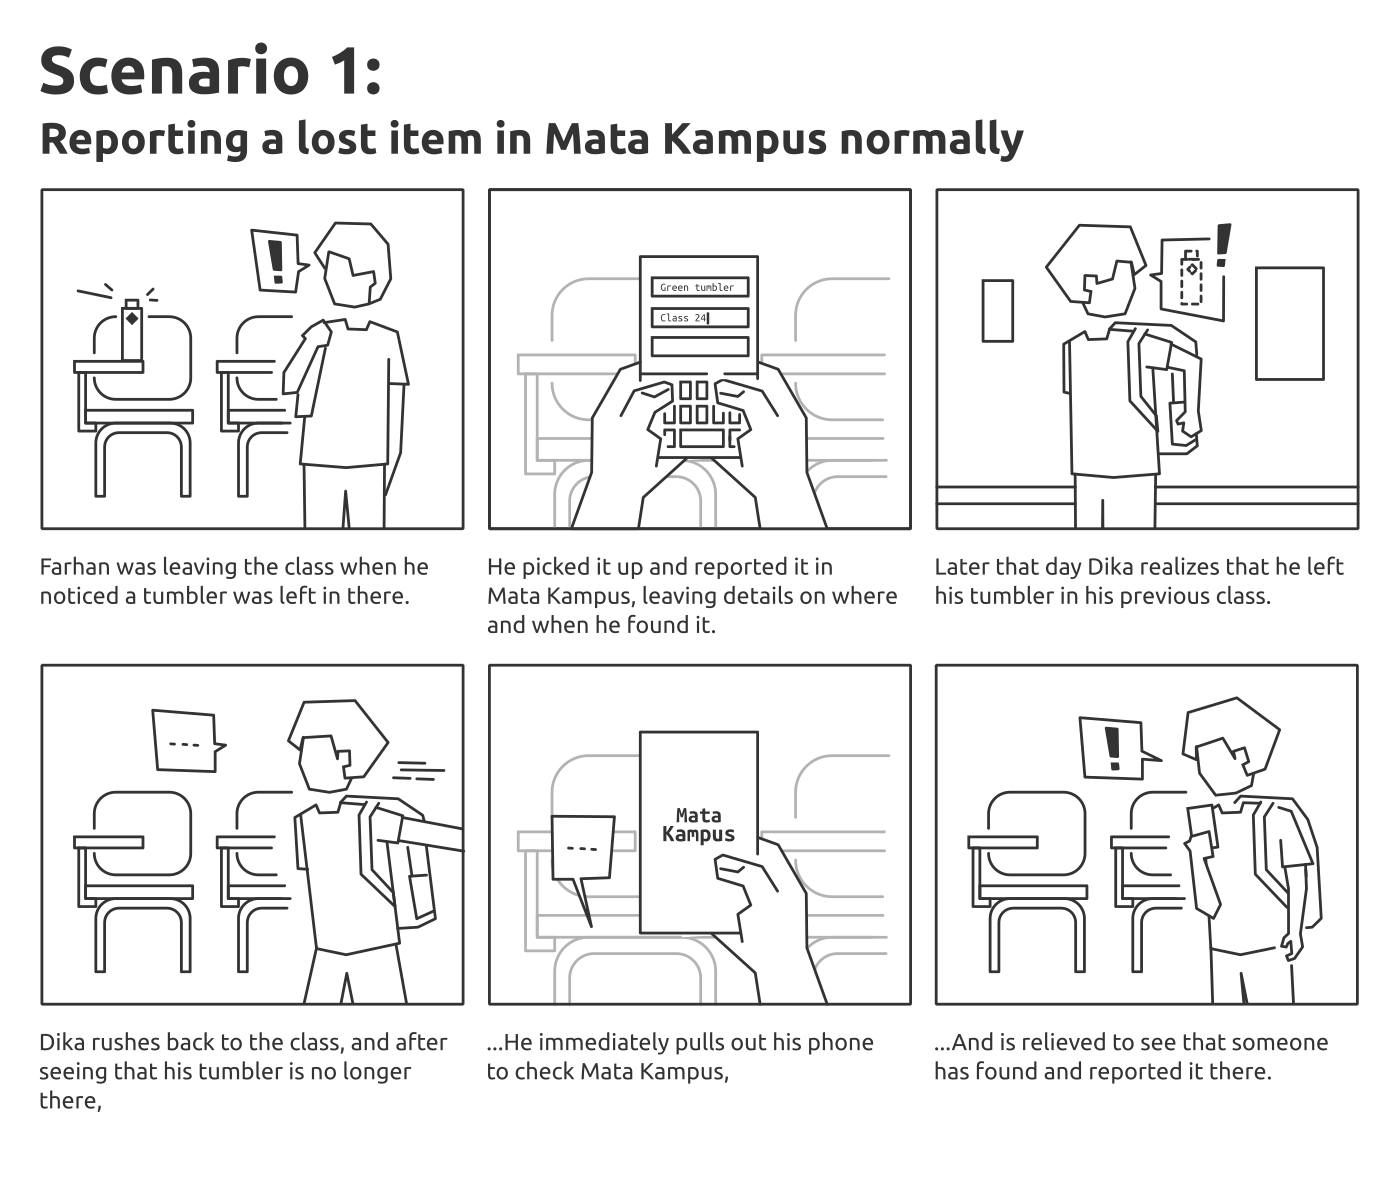 Scenario 1:
Reporting a lost item in Mata Kampus normally
!
Green tumbler
Class 24
!
Farhan was leaving the class when he
noticed a tumbler was left in there.
He picked it up and reported it in
Mata Kampus, leaving details on where
and when he found it.
Later that day Dika realizes that he left
his tumbler in his previous class.
---
---
Mata
Kampus
!
Dika rushes back to the class, and after
seeing that his tumbler is no longer
there,
...He immediately pulls out his phone
to check Mata Kampus,
...And is relieved to see that someone
has found and reported it there.